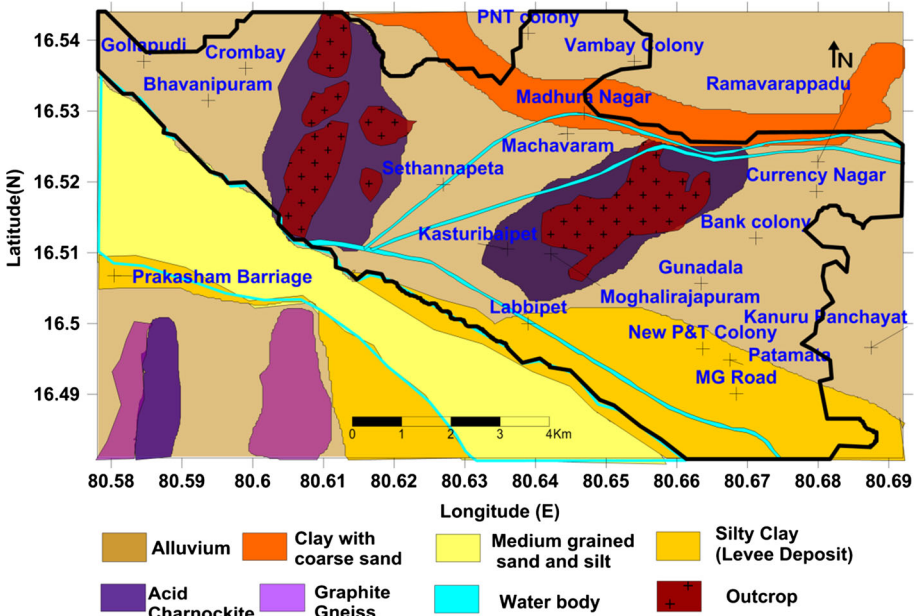 16.54
16.53
16.52
16.51
16.5
16.49
Latitude(N)
PNT colony
Gollapudi
Crombay
Vambay Colony
N
Bhavanipuram
Madhura Nagar
Ramavarappadu
Machavaram
Sethannapeta
Currency Nagar
Bank colony
Kasturibaipet
Gunadala
Prakasham Barriage
Moghalirajapuram
Labbipet
Kanuru Panchayat
New P&T Colony
Patamata
MG Road
0 1 2 3 4Km
80.58 80.59 80.6 80.61 80.62 80.63 80.64 80.65 80.66 80.67 80.68 80.69
Longitude (E)
Alluvium
Clay with
coarse sand
Medium grained
sand and silt
Silty Clay
(Levee Deposit)
Acid
Charnockite
Graphite
Gneiss
Water body
Outcrop